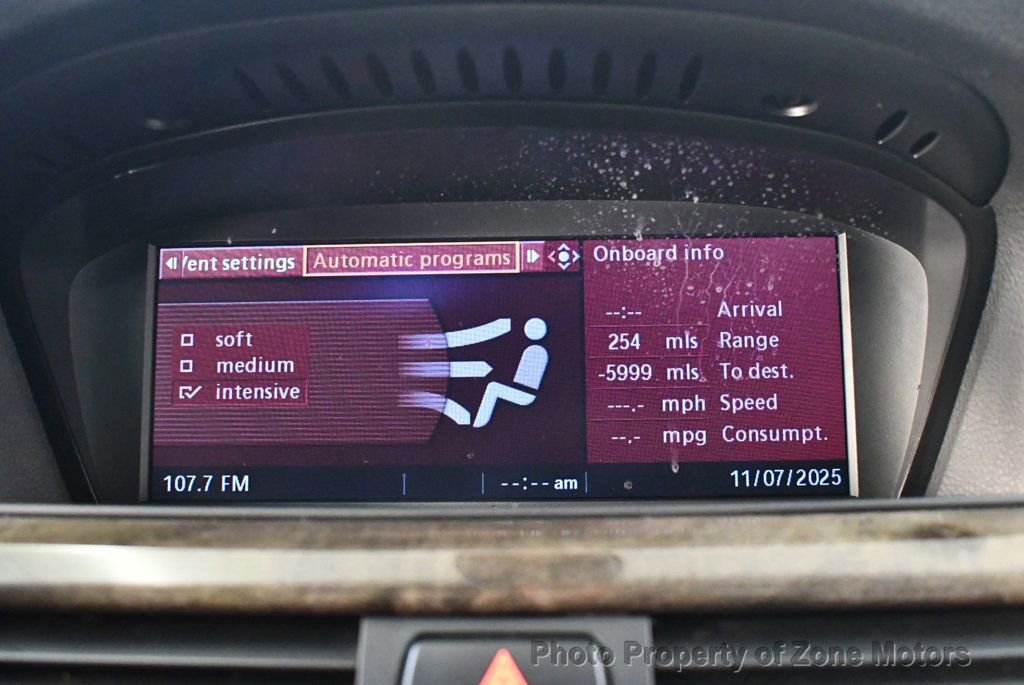 /ent settings Automatic programs Onboard info
--:-- Arrival
soft 254 mls Range
medium -5999 mls To dest.
intensive ---.- mph Speed
--.- mpg Consumpt.
107.7 FM --:-- am 11/07/2025
Photo Property of Zone Motors